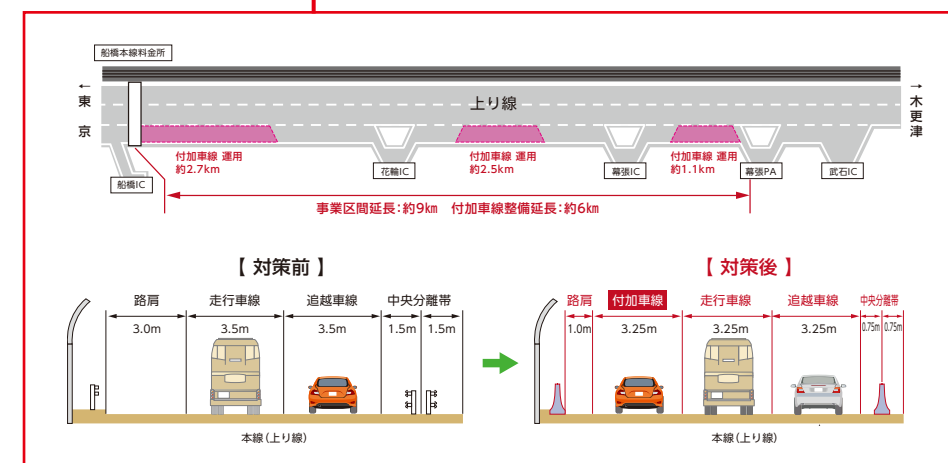 船橋本線料金所
←
東
京
上り線
→
木
更
津
付加車線 運用
約2.7km
付加車線 運用
約2.5km
付加車線 運用
約1.1km
船橋IC
花輪IC
幕張IC
幕張PA
武石IC
事業区間延長：約9km 付加車線整備延長：約6km
【 対策前 】
路肩 走行車線 追越車線 中央分離帯
3.0m 3.5m 3.5m 1.5m 1.5m
本線（上り線）
【 対策後 】
路肩 付加車線 走行車線 追越車線 中央分離帯
1.0m 3.25m 3.25m 3.25m 0.75m 0.75m
本線（上り線）